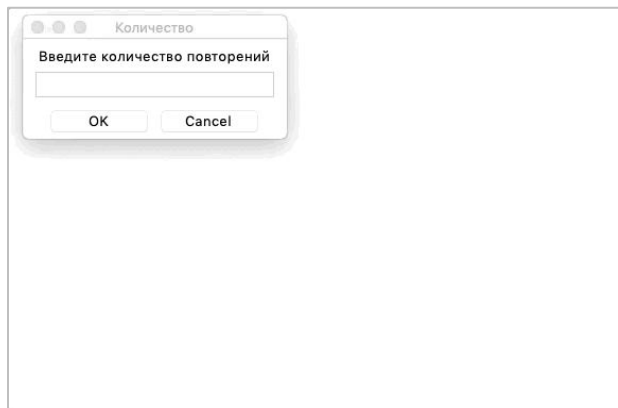 Количество
Введите количество повторений
OK
Cancel